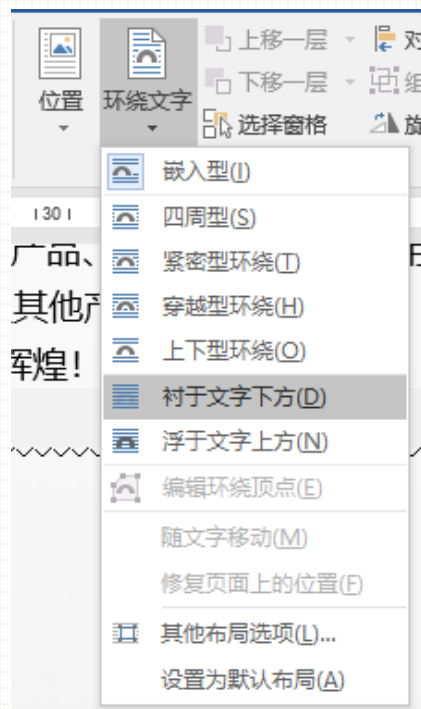 上移一层
对
下移一层
组
位置
环绕文字
选择窗格
旋
嵌入型(I)
|30|
四周型(S)
产品、
紧密型环绕(T)
其他产
穿越型环绕(H)
辉煌！
上下型环绕(O)
衬于文字下方(D)
浮于文字上方(N)
编辑环绕顶点(E)
随文字移动(M)
修复页面上的位置(F)
其他布局选项(L)...
设置为默认布局(A)